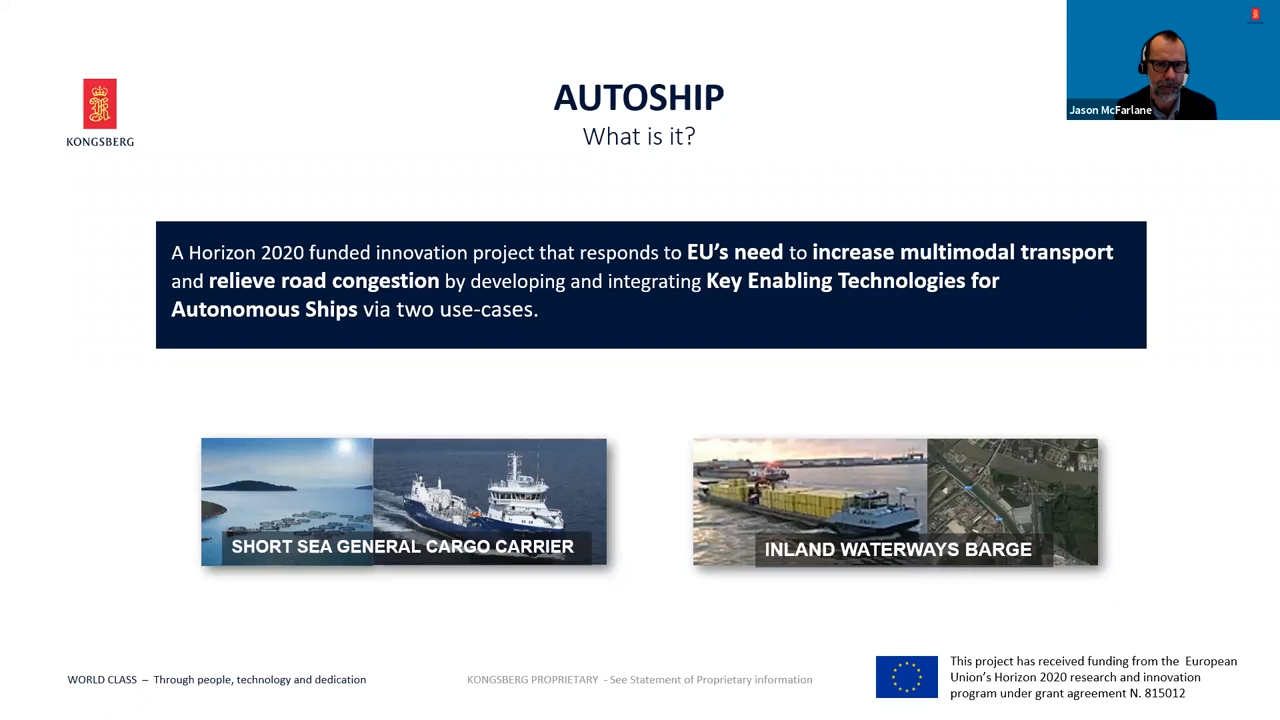 Jason McFarlane
KONGSBERG
AUTOSHIP
What is it?
A Horizon 2020 funded innovation project that responds to EU's need to increase multimodal transport
and relieve road congestion by developing and integrating Key Enabling Technologies for
Autonomous Ships via two use-cases.
SHORT SEA GENERAL CARGO CARRIER
INLAND WATERWAYS BARGE
WORLD CLASS – Through people, technology and dedication
KONGSBERG PROPRIETARY - See Statement of Proprietary information
This project has received funding from the European
Union's Horizon 2020 research and innovation
program under grant agreement N. 815012